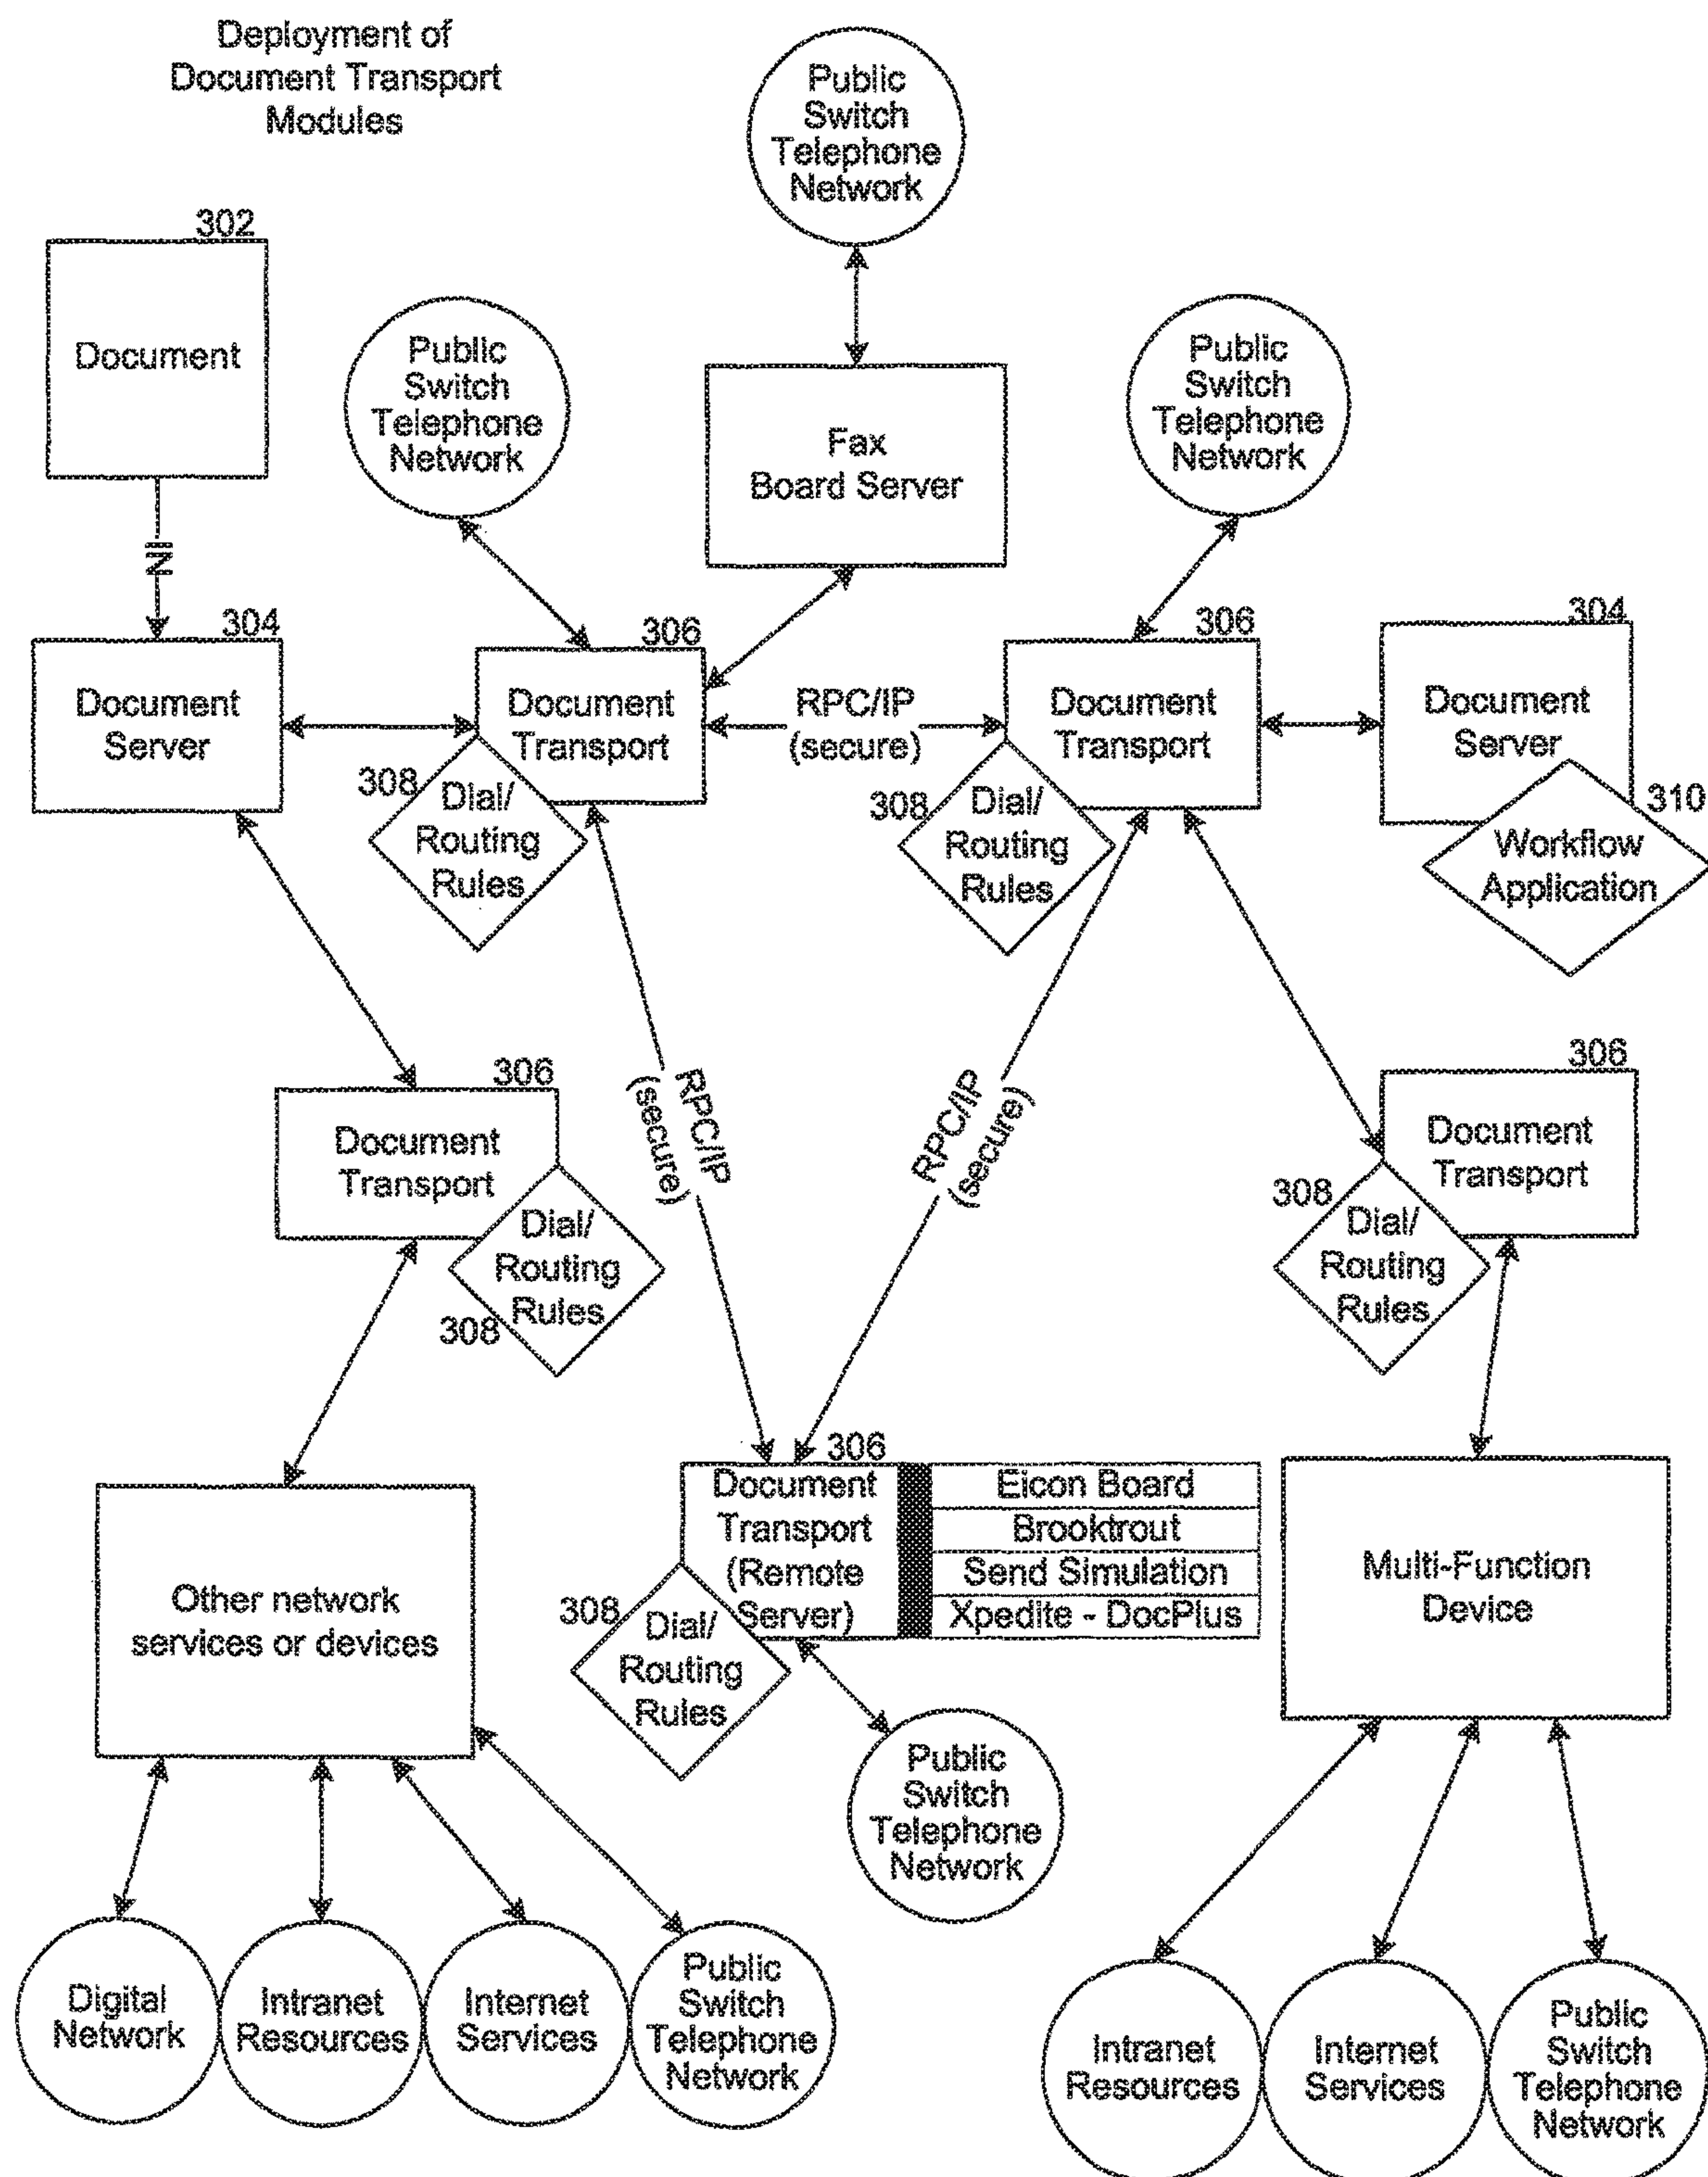 Deployment of
Document Transport
Modules
Public
Switch
Telephone
Network
302
Document
Public
Switch
Telephone
Network
Fax
Board Server
Public
Switch
Telephone
Network
IN
304
Document
Server
306
Document
Transport
308
Dial/
Routing
Rules
RPC/IP
(secure)
306
Document
Transport
308
Dial/
Routing
Rules
304
Document
Server
310
Workflow
Application
306
Document
Transport
308
Dial/
Routing
Rules
RPC/IP
(secure)
RPC/IP
(secure)
306
Document
Transport
308
Dial/
Routing
Rules
Other network
services or devices
306
Document
Transport
(Remote
Server)
308
Dial/
Routing
Rules
Eicon Board
Brooktrout
Send Simulation
Xpedite - DocPlus
Multi-Function
Device
Public
Switch
Telephone
Network
Digital
Network
Intranet
Resources
Internet
Services
Public
Switch
Telephone
Network
Intranet
Resources
Internet
Services
Public
Switch
Telephone
Network